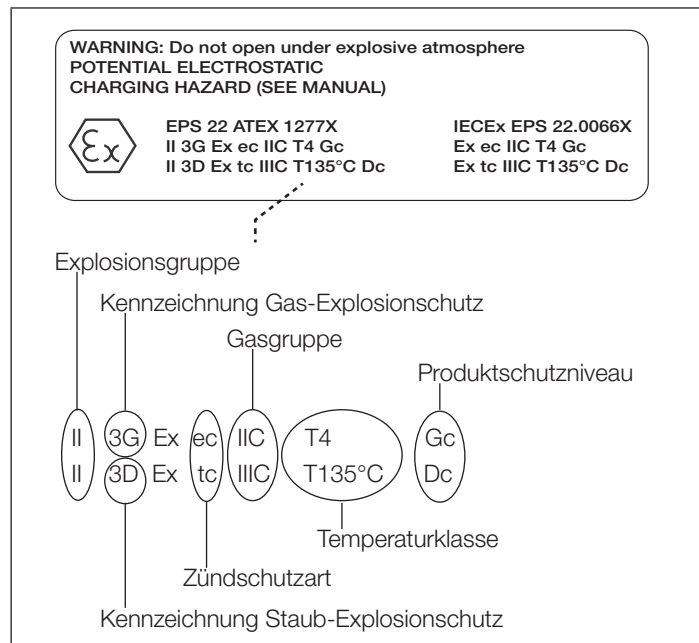 WARNING: Do not open under explosive atmosphere
POTENTIAL ELECTROSTATIC
CHARGING HAZARD (SEE MANUAL)
Ex
EPS 22 ATEX 1277X
II 3G Ex ec IIC T4 Gc
II 3D Ex tc IIIC T135°C Dc
IECEx EPS 22.0066X
Ex ec IIC T4 Gc
Ex tc IIIC T135°C Dc
Explosionsgruppe
Kennzeichnung Gas-Explosionschutz
Gasgruppe
Produktschutzniveau
II 3G Ex ec IIC T4 Gc
II 3D Ex tc IIIC T135°C Dc
Temperaturklasse
Zündschutzart
Kennzeichnung Staub-Explosionschutz